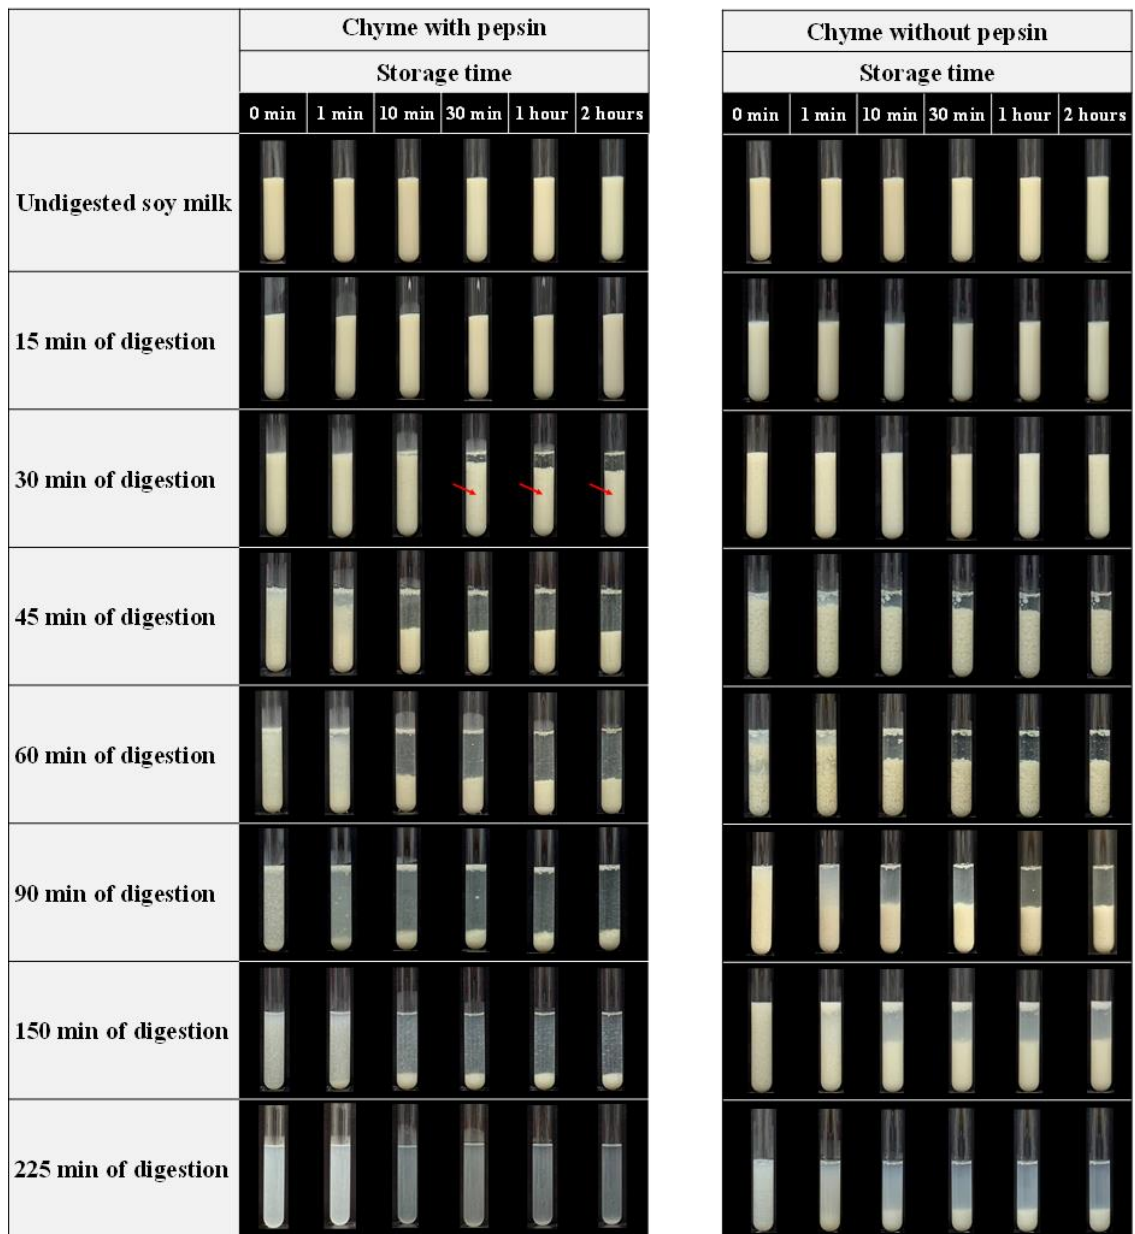 Chyme with pepsin
Storage time
0 min 1 min 10 min 30 min 1 hour 2 hours
Chyme without pepsin
Storage time
0 min 1 min 10 min 30 min 1 hour 2 hours
Undigested soy milk
15 min of digestion
30 min of digestion
45 min of digestion
60 min of digestion
90 min of digestion
150 min of digestion
225 min of digestion